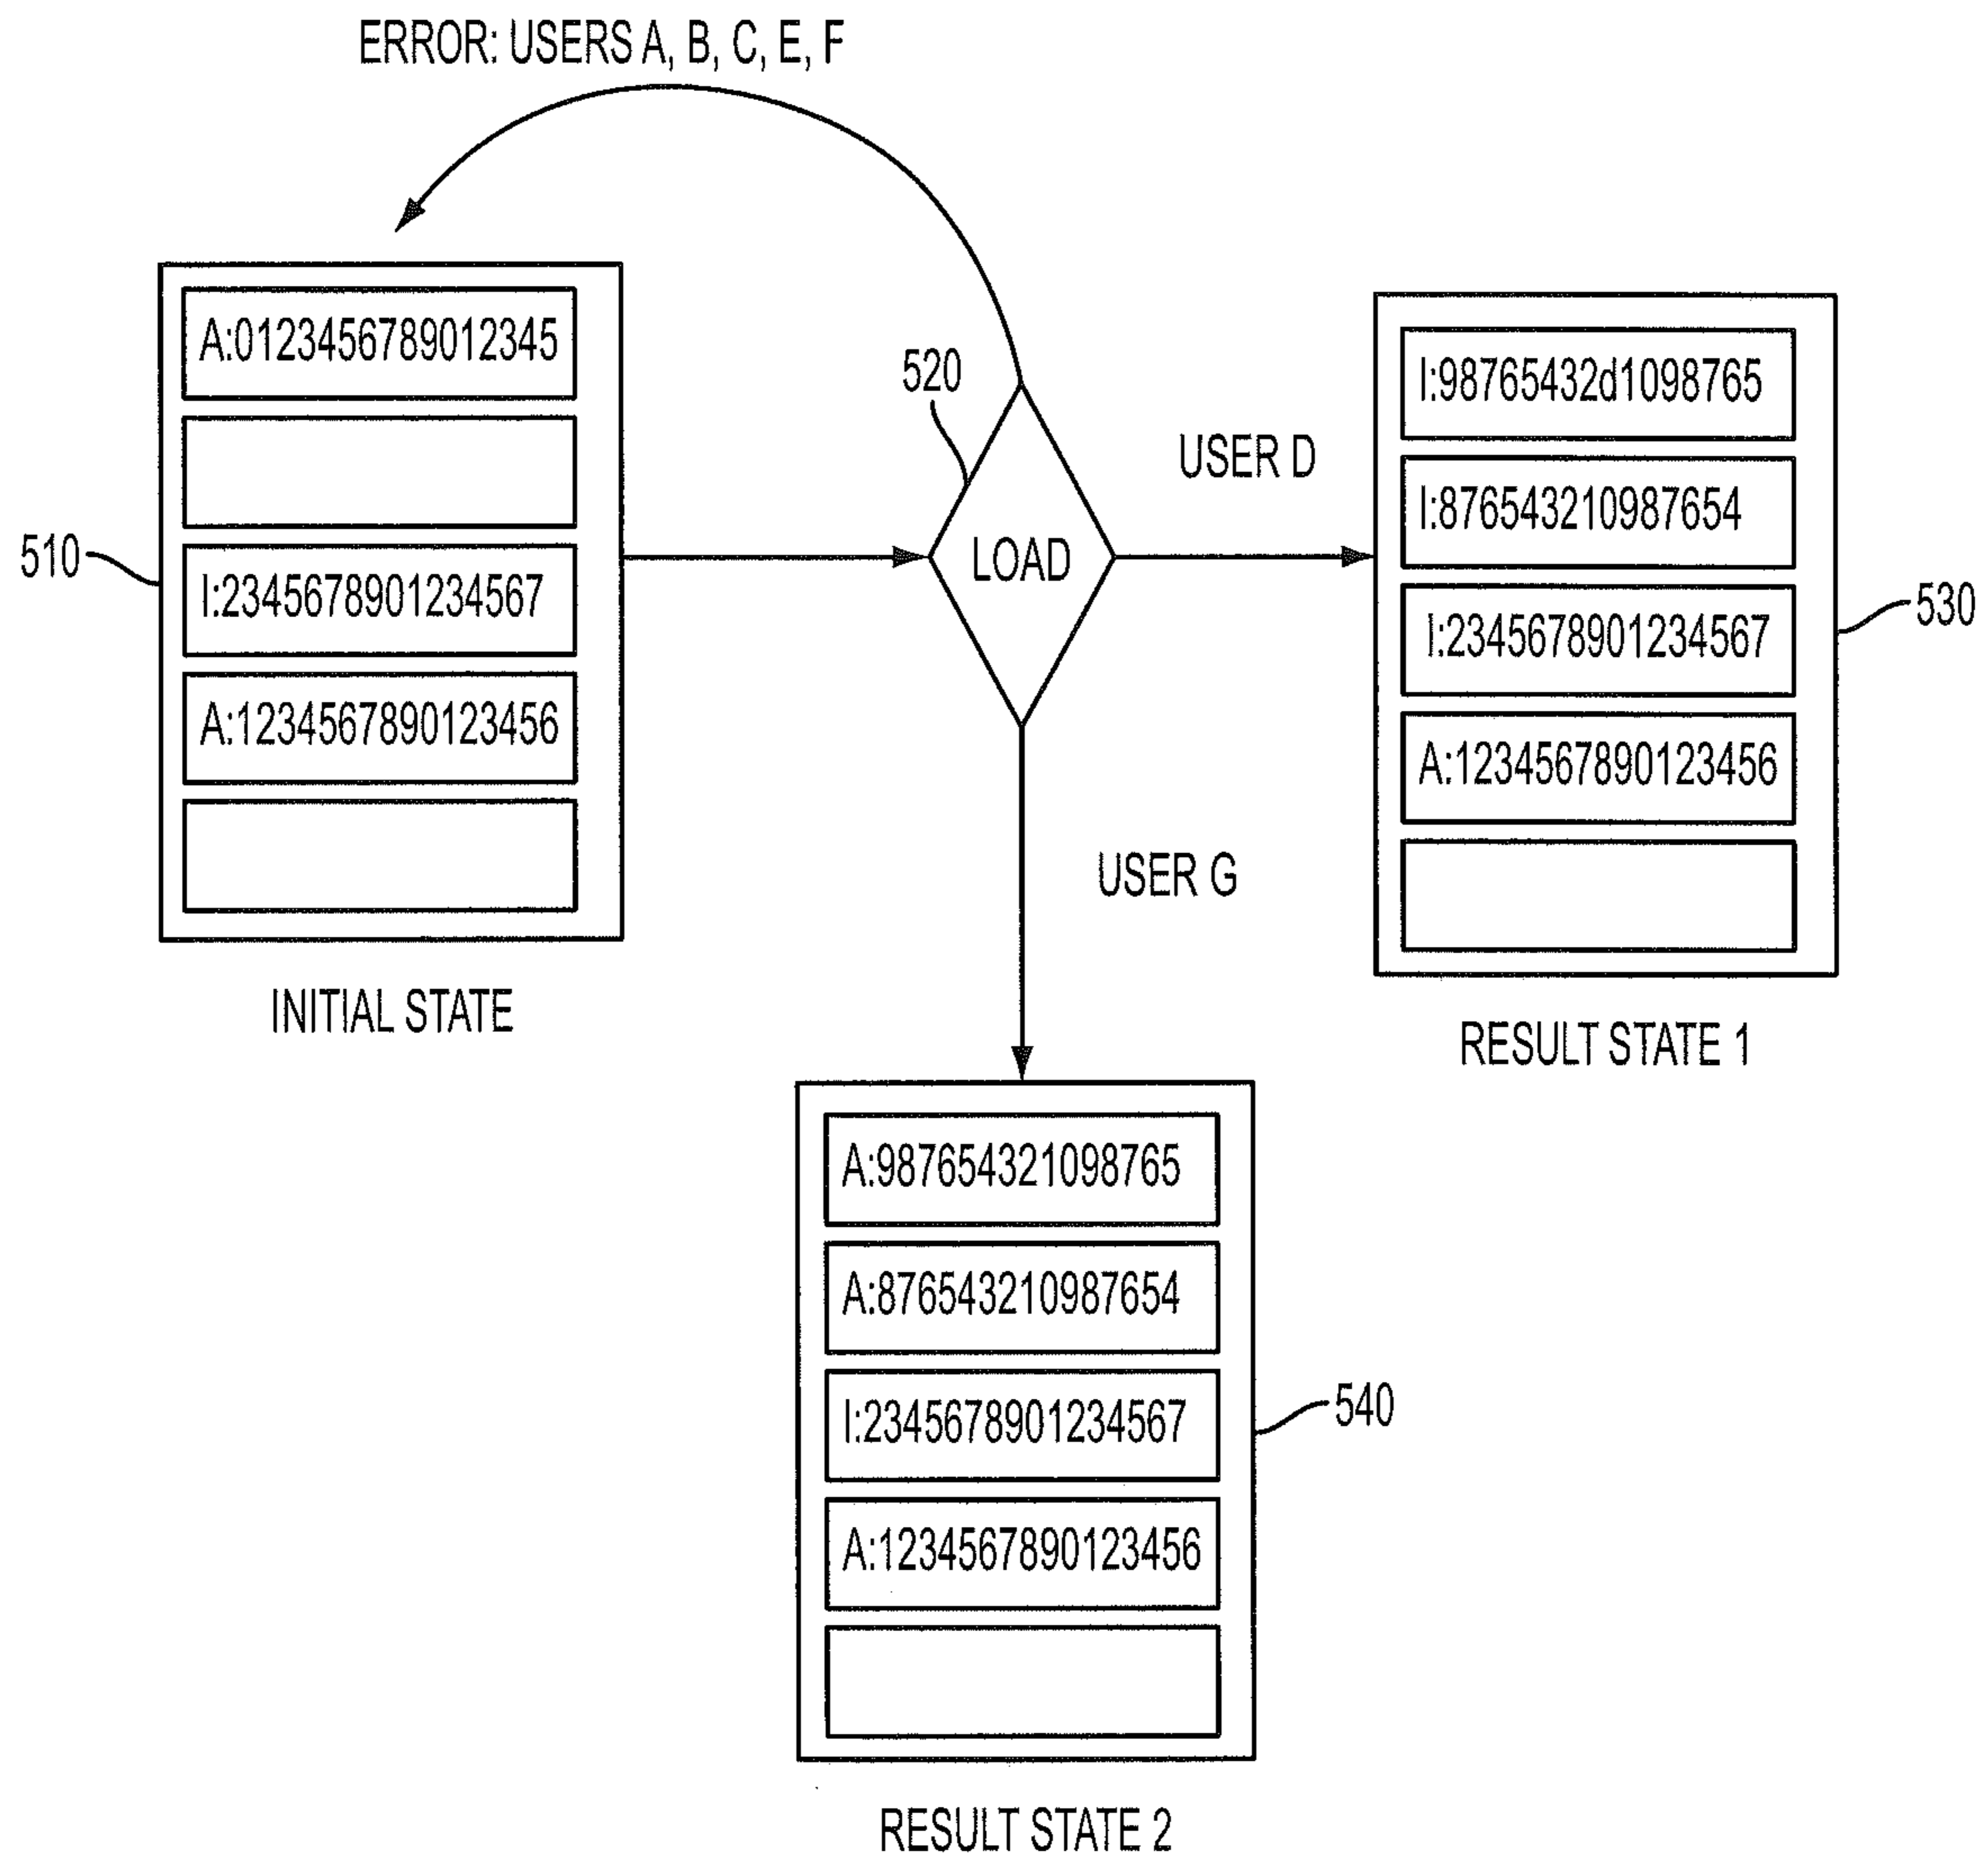 ERROR: USERS A, B, C, E, F
A:0123456789012345
I:2345678901234567
A:1234567890123456
510
INITIAL STATE
520
LOAD
USER D
USER G
I:98765432d1098765
I:876543210987654
I:2345678901234567
A:1234567890123456
530
RESULT STATE 1
A:987654321098765
A:876543210987654
I:2345678901234567
A:1234567890123456
540
RESULT STATE 2